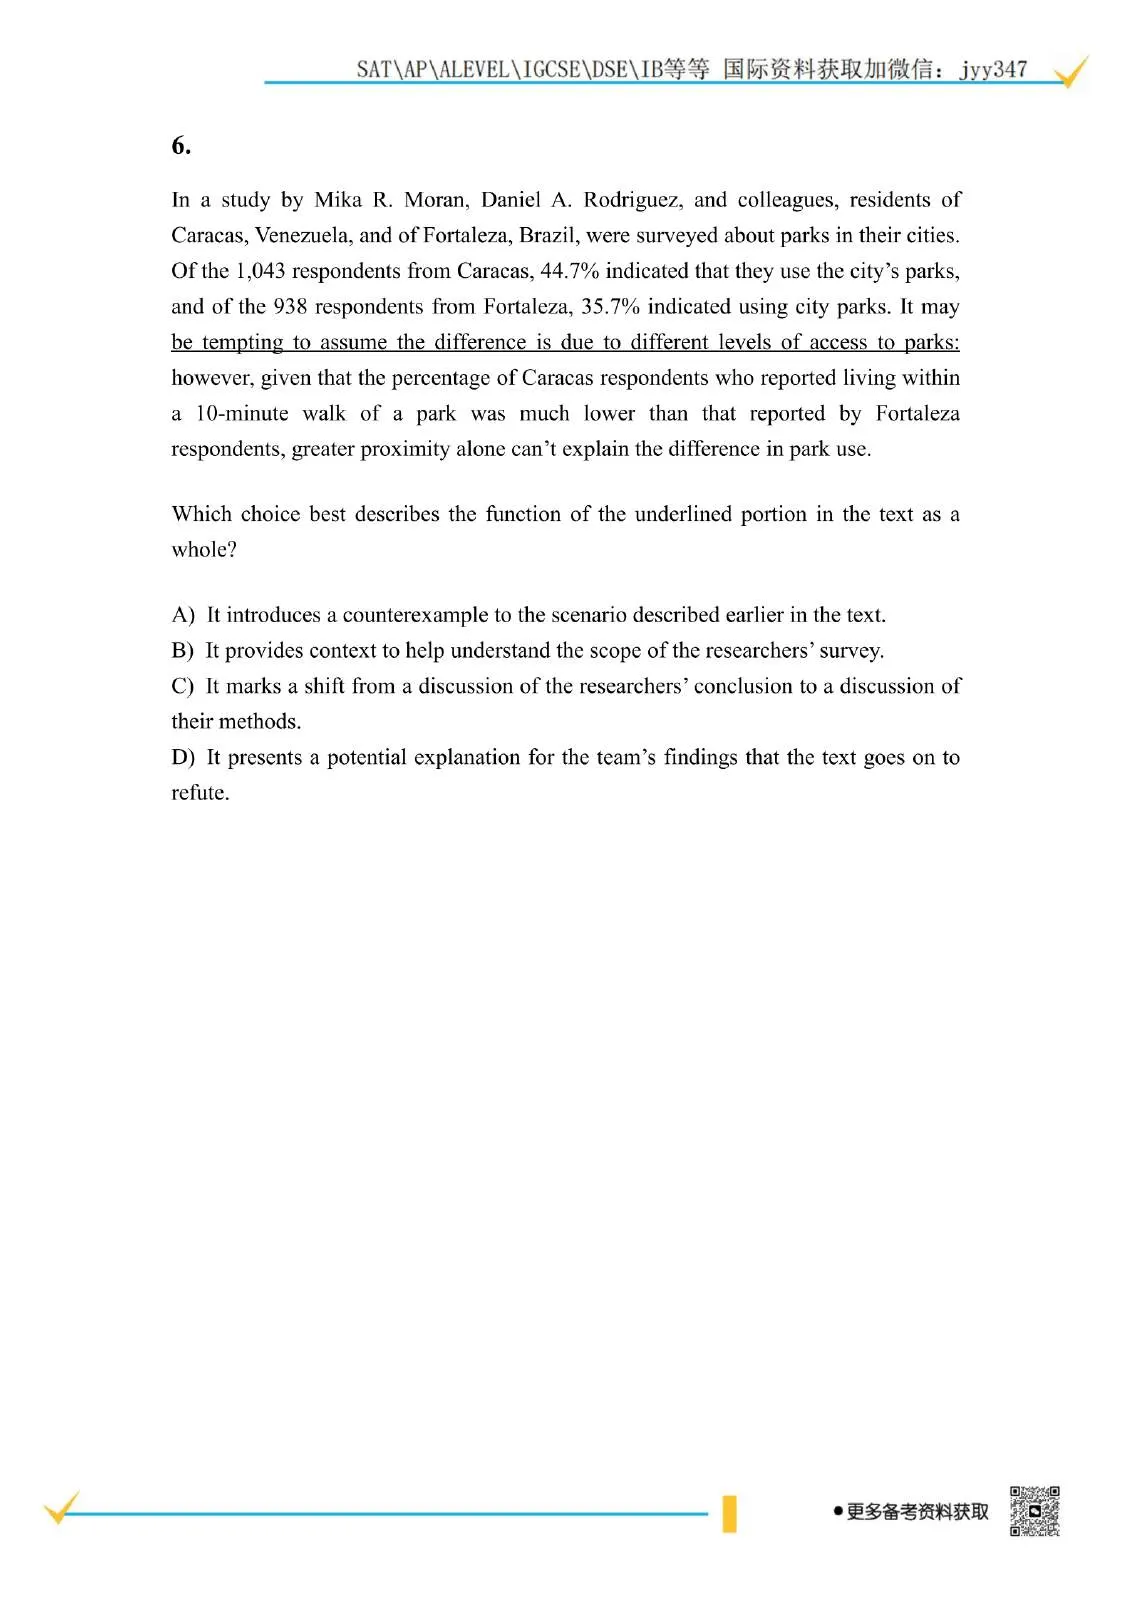 SAT\AP\ALEVEL\IGCSE\DSE\IB等等 国际资料获取加微信：jyy347
6.
In a study by Mika R. Moran, Daniel A. Rodriguez, and colleagues, residents of
Caracas, Venezuela, and of Fortaleza, Brazil, were surveyed about parks in their cities.
Of the 1,043 respondents from Caracas, 44.7% indicated that they use the city’s parks,
and of the 938 respondents from Fortaleza, 35.7% indicated using city parks. It may
be tempting to assume the difference is due to different levels of access to parks:
however, given that the percentage of Caracas respondents who reported living within
a 10-minute walk of a park was much lower than that reported by Fortaleza
respondents, greater proximity alone can’t explain the difference in park use.
Which choice best describes the function of the underlined portion in the text as a
whole?
A) It introduces a counterexample to the scenario described earlier in the text.
B) It provides context to help understand the scope of the researchers’ survey.
C) It marks a shift from a discussion of the researchers’ conclusion to a discussion of
their methods.
D) It presents a potential explanation for the team’s findings that the text goes on to
refute.
●更多备考资料获取